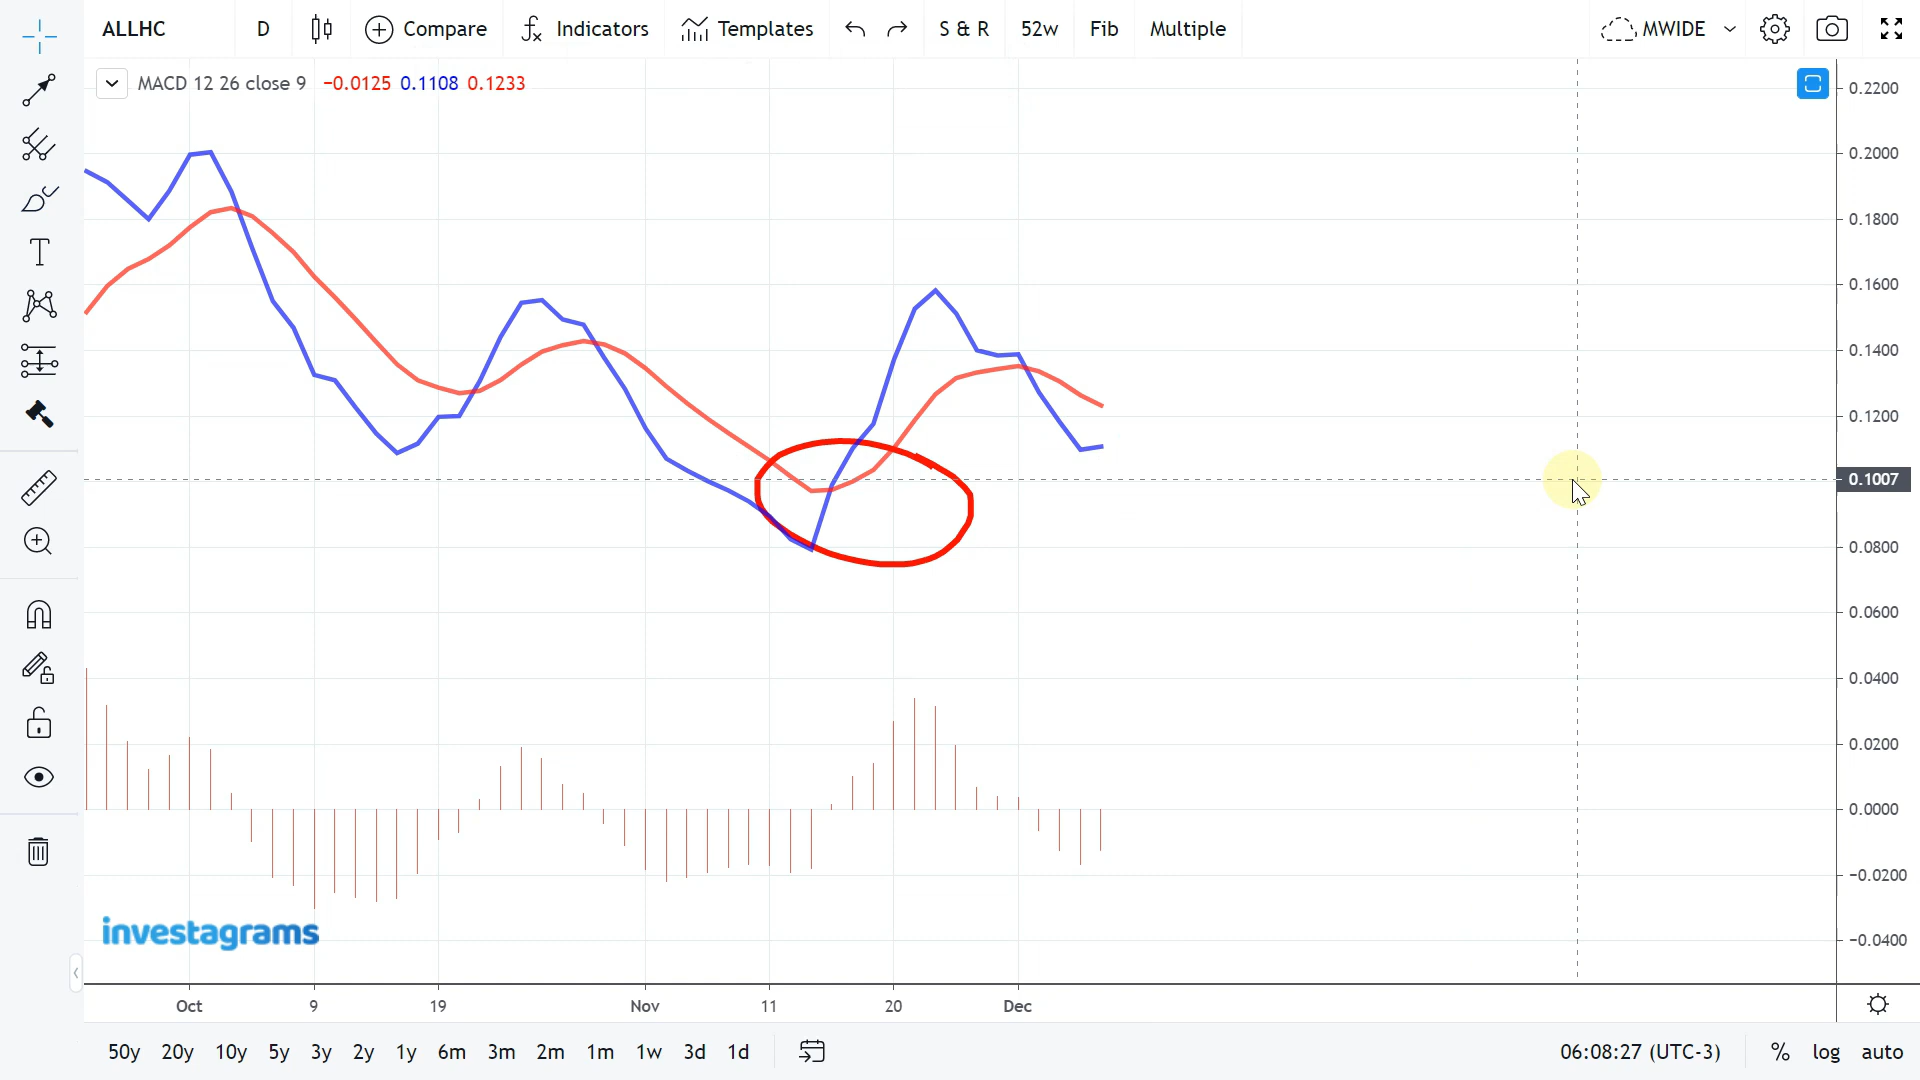 ALLHC D Compare Indicators Templates S & R 52w Fib Multiple MWIDE
MACD 12 26 close 9 −0.0125 0.1108 0.1233
0.2200
0.2000
0.1800
0.1600
0.1400
0.1200
0.1007
0.0800
0.0600
0.0400
0.0200
0.0000
−0.0200
−0.0400
investagrams
Oct 9 19 Nov 11 20 Dec
50y 20y 10y 5y 3y 2y 1y 6m 3m 2m 1m 1w 3d 1d 06:08:27 (UTC-3) % log auto